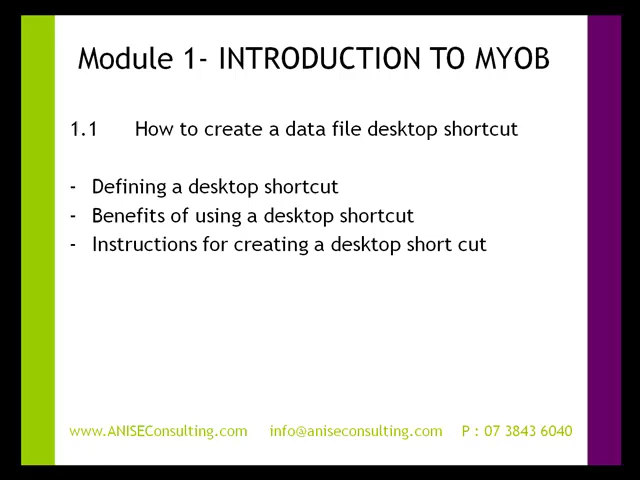 Module 1- INTRODUCTION TO MYOB
1.1 How to create a data file desktop shortcut
- Defining a desktop shortcut
- Benefits of using a desktop shortcut
- Instructions for creating a desktop short cut
www.ANISEConsulting.com info@aniseconsulting.com P : 07 3843 6040